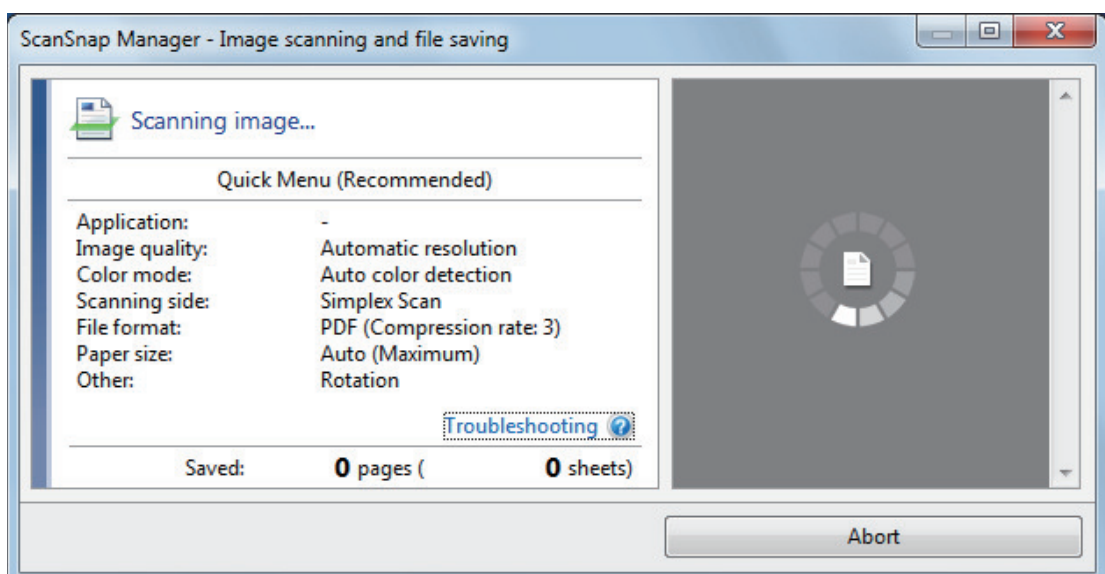 ScanSnap Manager - Image scanning and file saving
Scanning image...
Quick Menu (Recommended)
Application: -
Image quality: Automatic resolution
Color mode: Auto color detection
Scanning side: Simplex Scan
File format: PDF (Compression rate: 3)
Paper size: Auto (Maximum)
Other: Rotation
Troubleshooting ?
Saved: 0 pages ( 0 sheets)
Abort